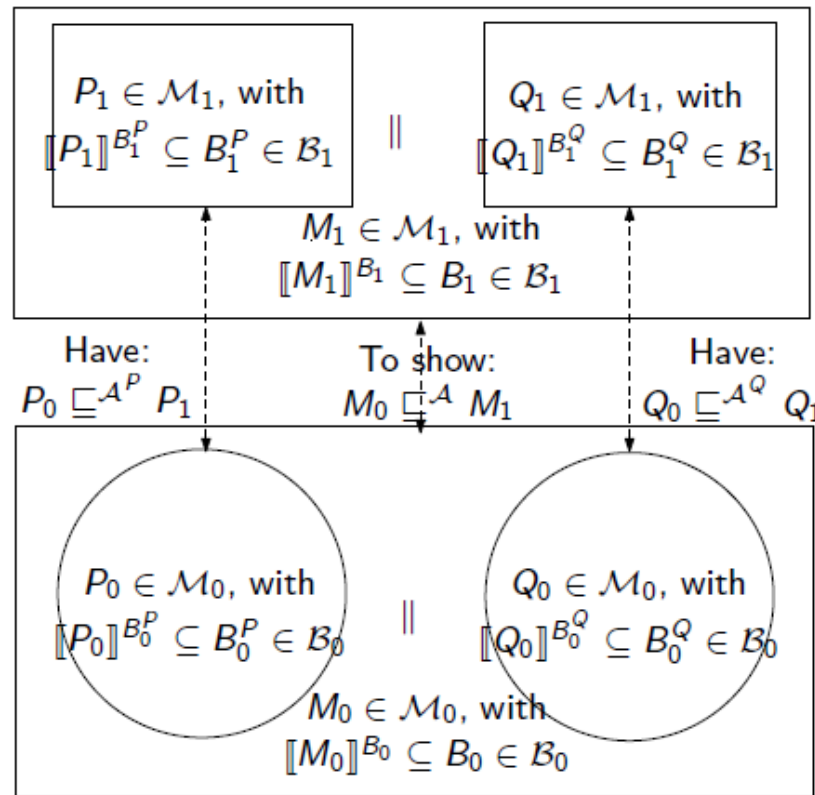 P₁ ∈ ℳ₁, with
⟦P₁⟧^{B₁^P} ⊆ B₁^P ∈ ℬ₁
∥
Q₁ ∈ ℳ₁, with
⟦Q₁⟧^{B₁^Q} ⊆ B₁^Q ∈ ℬ₁
M₁ ∈ ℳ₁, with
⟦M₁⟧^{B₁} ⊆ B₁ ∈ ℬ₁
Have:
P₀ ⊑^{𝒜^P} P₁
To show:
M₀ ⊑^{𝒜} M₁
Have:
Q₀ ⊑^{𝒜^Q} Q₁
P₀ ∈ ℳ₀, with
⟦P₀⟧^{B₀^P} ⊆ B₀^P ∈ ℬ₀
∥
Q₀ ∈ ℳ₀, with
⟦Q₀⟧^{B₀^Q} ⊆ B₀^Q ∈ ℬ₀
M₀ ∈ ℳ₀, with
⟦M₀⟧^{B₀} ⊆ B₀ ∈ ℬ₀